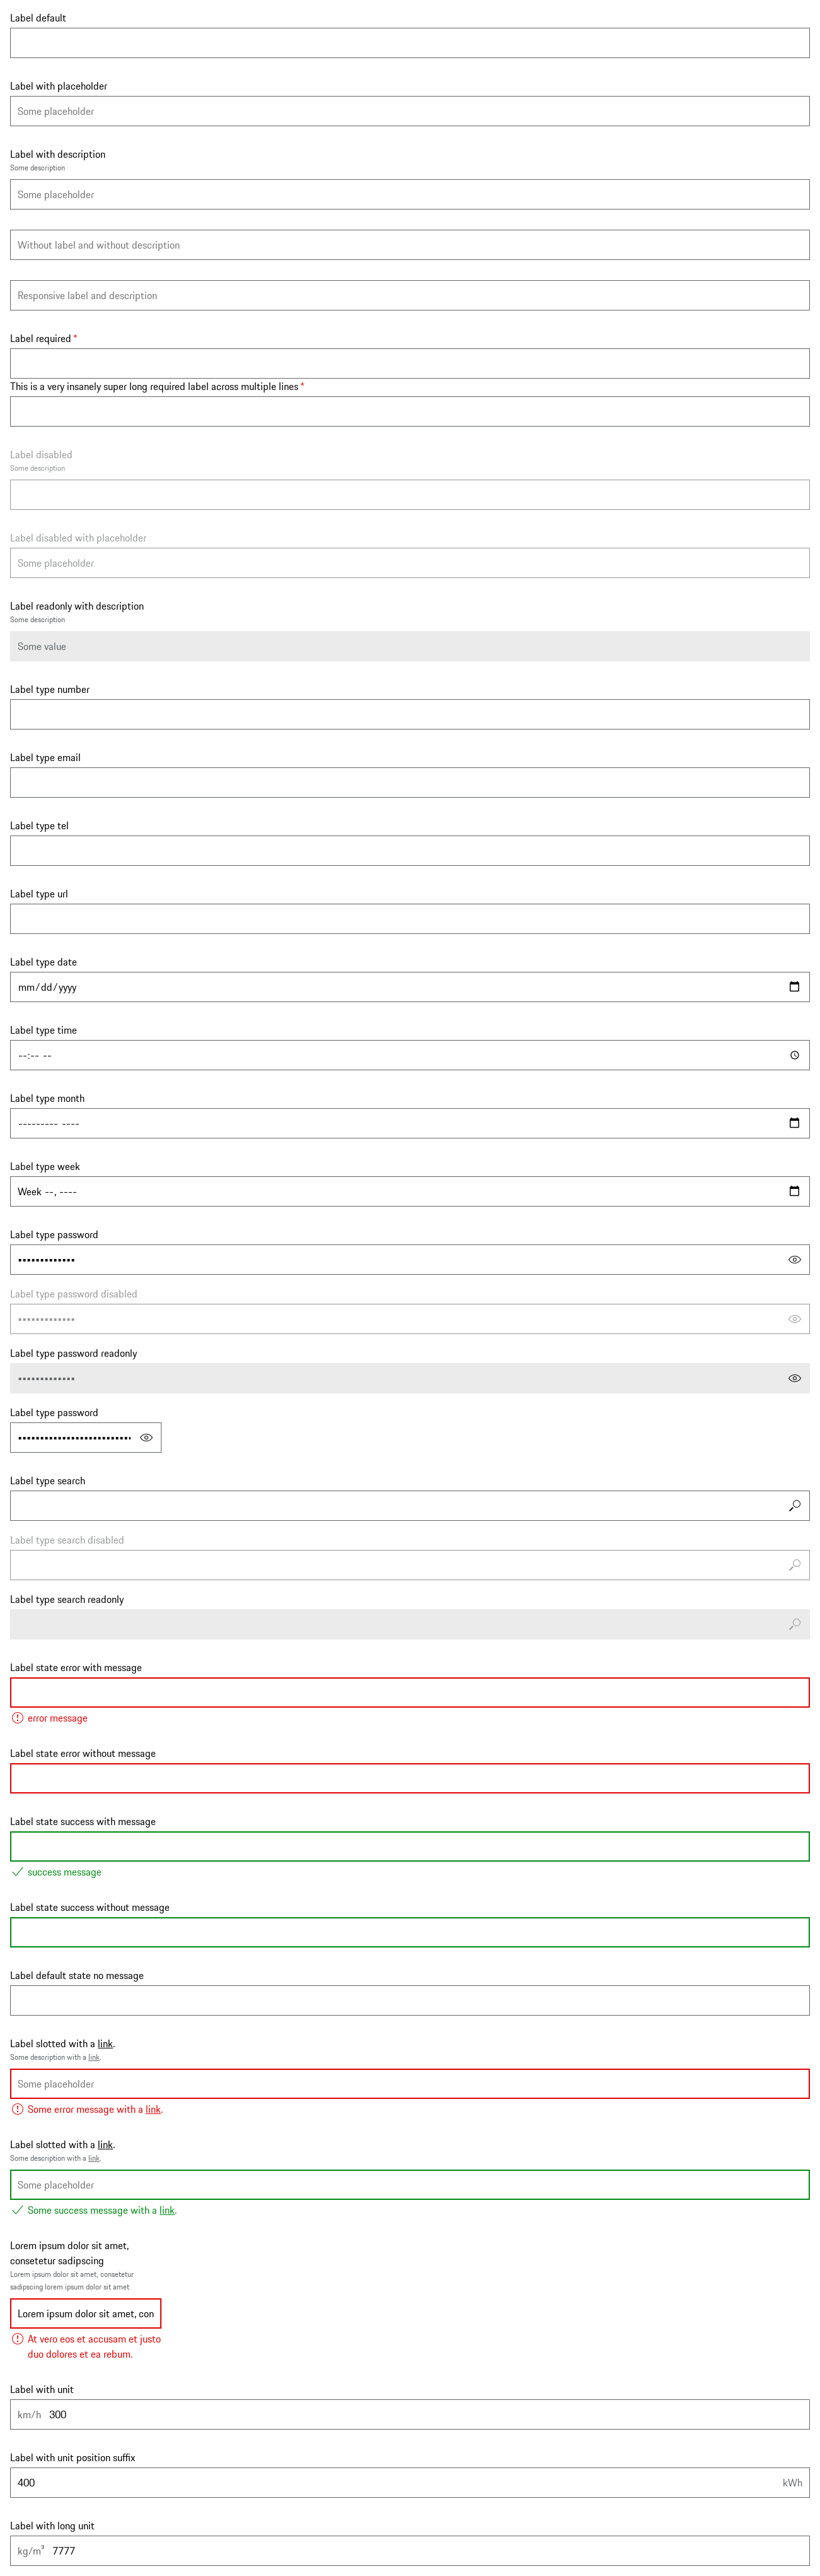 Label default
Label with placeholder
Some placeholder
Label with description
Some description
Some placeholder
Without label and without description
Responsive label and description
Label required *
This is a very insanely super long required label across multiple lines *
Label disabled
Some description
Label disabled with placeholder
Some placeholder
Label readonly with description
Some description
Some value
Label type number
Label type email
Label type tel
Label type url
Label type date
mm/dd/yyyy
Label type time
--:-- --
Label type month
--------- ----
Label type week
Week --, ----
Label type password
Label type password disabled
Label type password readonly
Label type password
Label type search
Label type search disabled
Label type search readonly
Label state error with message
error message
Label state error without message
Label state success with message
success message
Label state success without message
Label default state no message
Label slotted with a link.
Some description with a link.
Some placeholder
Some error message with a link.
Label slotted with a link.
Some description with a link.
Some placeholder
Some success message with a link.
Lorem ipsum dolor sit amet,
consetetur sadipscing
Lorem ipsum dolor sit amet, consetetur
sadipscing lorem ipsum dolor sit amet
Lorem ipsum dolor sit amet, con
At vero eos et accusam et justo
duo dolores et ea rebum.
Label with unit
km/h 300
Label with unit position suffix
400 kWh
Label with long unit
kg/m³ 7777